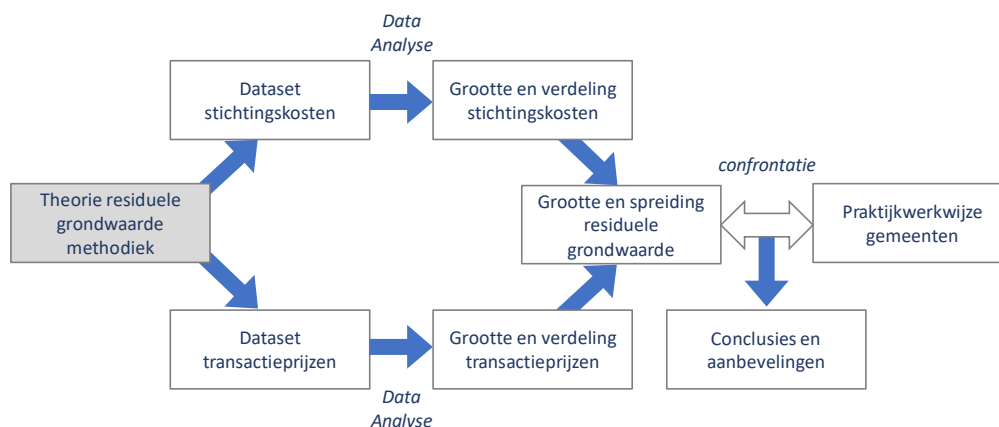 Data
Analyse
Dataset
stichtingskosten
Grootte en verdeling
stichtingskosten
confrontatie
Theorie residuele
grondwaarde
methodiek
Grootte en spreiding
residuele
grondwaarde
Praktijkwerkwijze
gemeenten
Dataset
transactieprijzen
Grootte en verdeling
transactieprijzen
Conclusies en
aanbevelingen
Data
Analyse